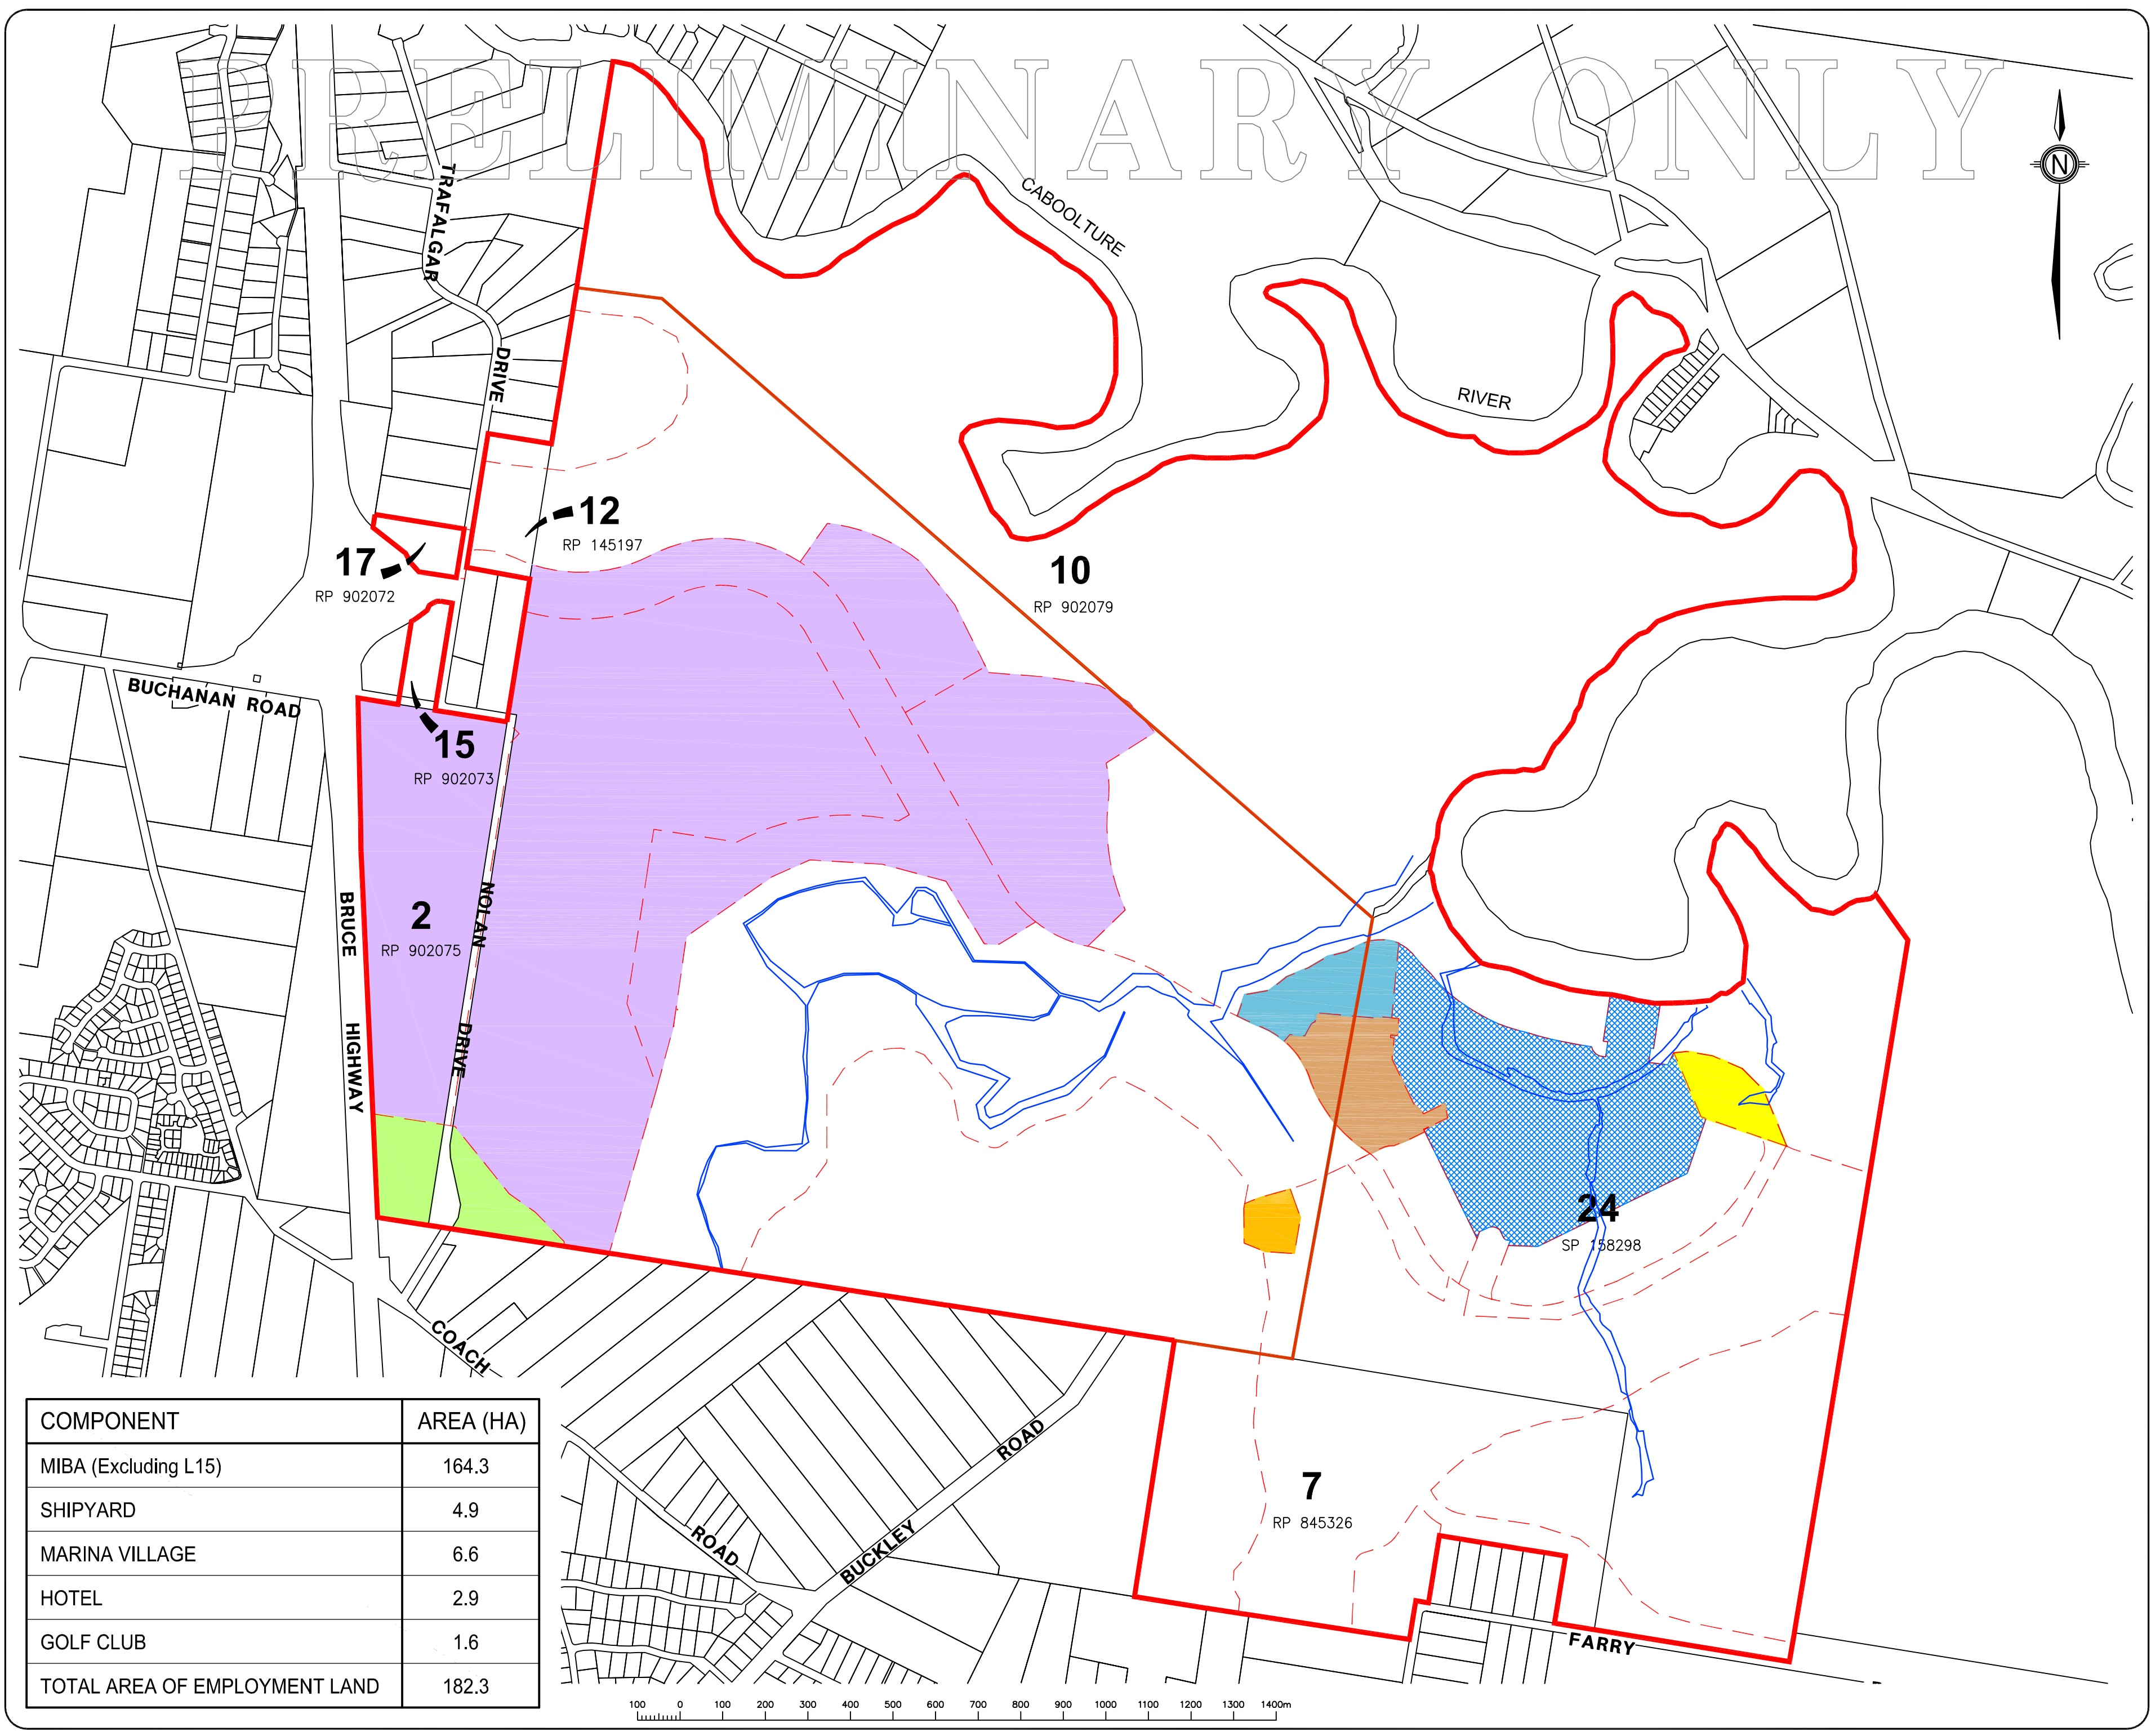 PRELIMINARY ONLY
N
TRAFALGAR
DRIVE
CABOOLTURE
RIVER
12
RP 145197
17
RP 902072
10
RP 902079
BUCHANAN ROAD
15
RP 902073
2
RP 902075
NOLAN
DRIVE
BRUCE
HIGHWAY
24
SP 158298
COACH
ROAD
BUCKLEY
ROAD
7
RP 845326
FARRY
COMPONENT AREA (HA)
MIBA (Excluding L15) 164.3
SHIPYARD 4.9
MARINA VILLAGE 6.6
HOTEL 2.9
GOLF CLUB 1.6
TOTAL AREA OF EMPLOYMENT LAND 182.3
100 0 100 200 300 400 500 600 700 800 900 1000 1100 1200 1300 1400m